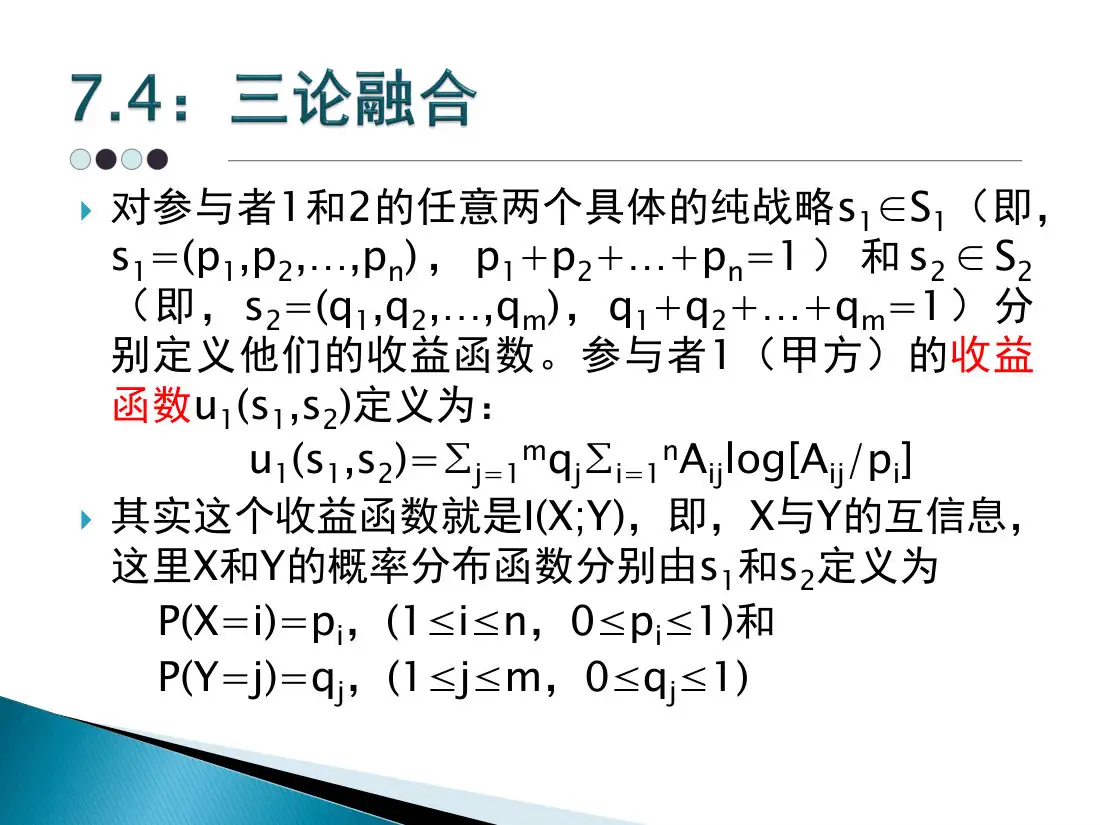 7.4：三论融合
对参与者1和2的任意两个具体的纯战略s₁∈S₁（即，
s₁=(p₁,p₂,…,pₙ)， p₁+p₂+…+pₙ=1 ） 和 s₂ ∈ S₂
（即，s₂=(q₁,q₂,…,qₘ)，q₁+q₂+…+qₘ=1）分
别定义他们的收益函数。参与者1（甲方）的收益
函数u₁(s₁,s₂)定义为：
u₁(s₁,s₂)=∑ⱼ₌₁ᵐqⱼ∑ᵢ₌₁ⁿAᵢⱼlog[Aᵢⱼ/pᵢ]
其实这个收益函数就是I(X;Y)，即，X与Y的互信息，
这里X和Y的概率分布函数分别由s₁和s₂定义为
P(X=i)=pᵢ，(1≤i≤n，0≤pᵢ≤1)和
P(Y=j)=qⱼ，(1≤j≤m，0≤qⱼ≤1)